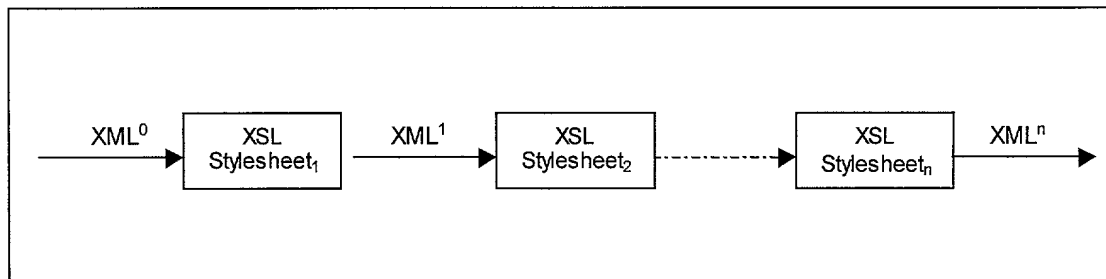 XML⁰
XSL
Stylesheet₁
XML¹
XSL
Stylesheet₂
XSL
Stylesheetₙ
XMLⁿ